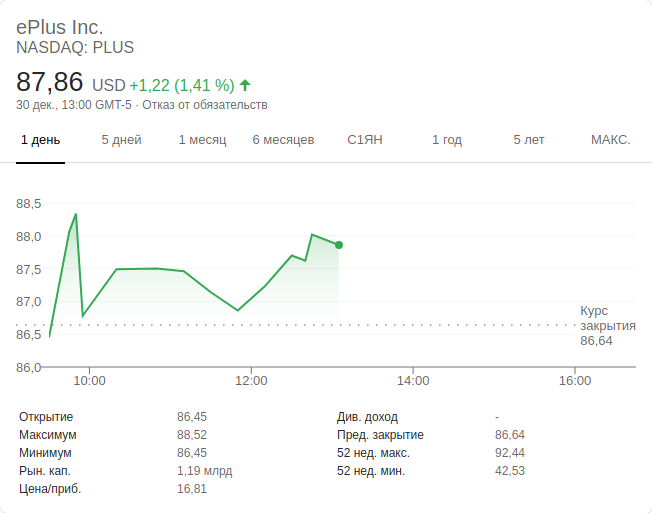 ePlus Inc.
NASDAQ: PLUS
87,86 USD +1,22 (1,41 %)
30 дек., 13:00 GMT-5 · Отказ от обязательств
1 день 5 дней 1 месяц 6 месяцев С1ЯН 1 год 5 лет МАКС.
88,5
88,0
87,5
87,0
Курс
закрытия
86,64
86,5
86,0
10:00 12:00 14:00 16:00
Открытие 86,45 Див. доход -
Максимум 88,52 Пред. закрытие 86,64
Минимум 86,45 52 нед. макс. 92,44
Рын. кап. 1,19 млрд 52 нед. мин. 42,53
Цена/приб. 16,81